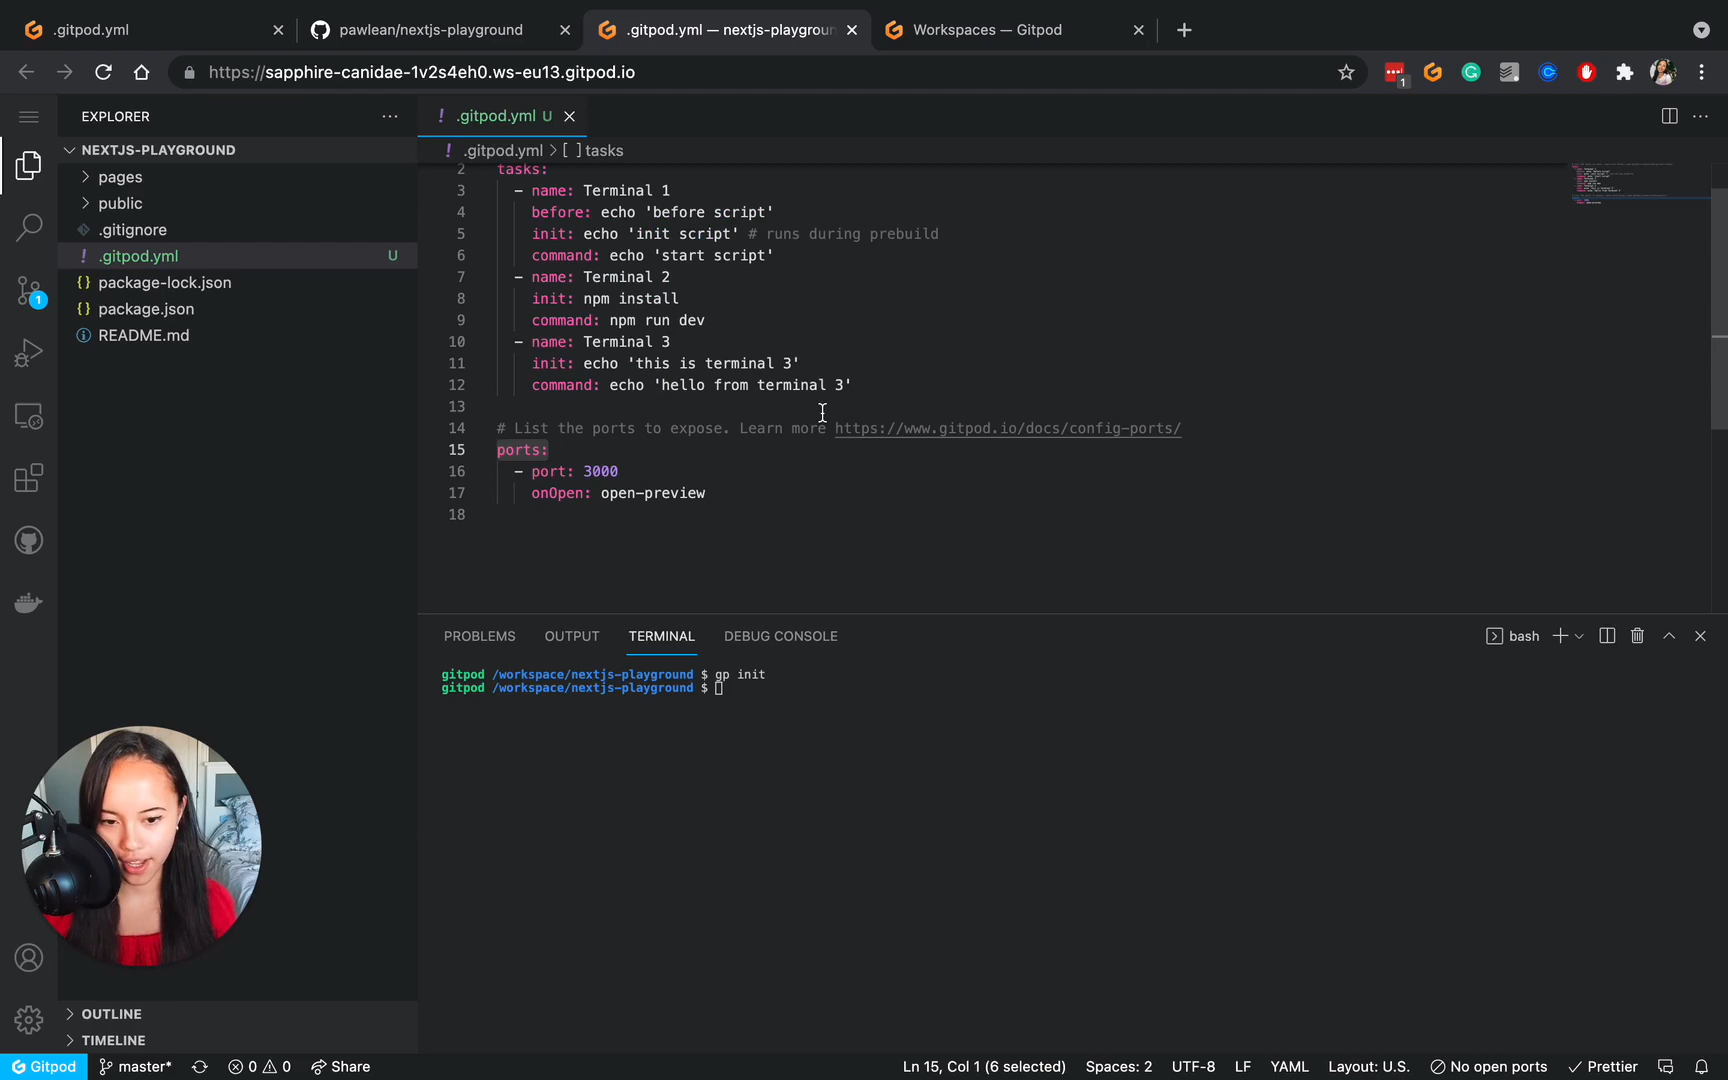 .gitpod.yml
pawlean/nextjs-playground
.gitpod.yml — nextjs-playgroun
Workspaces — Gitpod
https://sapphire-canidae-1v2s4eh0.ws-eu13.gitpod.io
1
EXPLORER
.gitpod.yml U
NEXTJS-PLAYGROUND
.gitpod.yml > [ ] tasks
pages
public
.gitignore
.gitpod.yml U
package-lock.json
package.json
README.md
1
2 tasks:
3 - name: Terminal 1
4 before: echo 'before script'
5 init: echo 'init script' # runs during prebuild
6 command: echo 'start script'
7 - name: Terminal 2
8 init: npm install
9 command: npm run dev
10 - name: Terminal 3
11 init: echo 'this is terminal 3'
12 command: echo 'hello from terminal 3'
13
14 # List the ports to expose. Learn more https://www.gitpod.io/docs/config-ports/
15 ports:
16 - port: 3000
17 onOpen: open-preview
18
PROBLEMS OUTPUT TERMINAL DEBUG CONSOLE
bash
gitpod /workspace/nextjs-playground $ gp init
gitpod /workspace/nextjs-playground $
OUTLINE
TIMELINE
Gitpod master* 0 0 Share Ln 15, Col 1 (6 selected) Spaces: 2 UTF-8 LF YAML Layout: U.S. No open ports Prettier